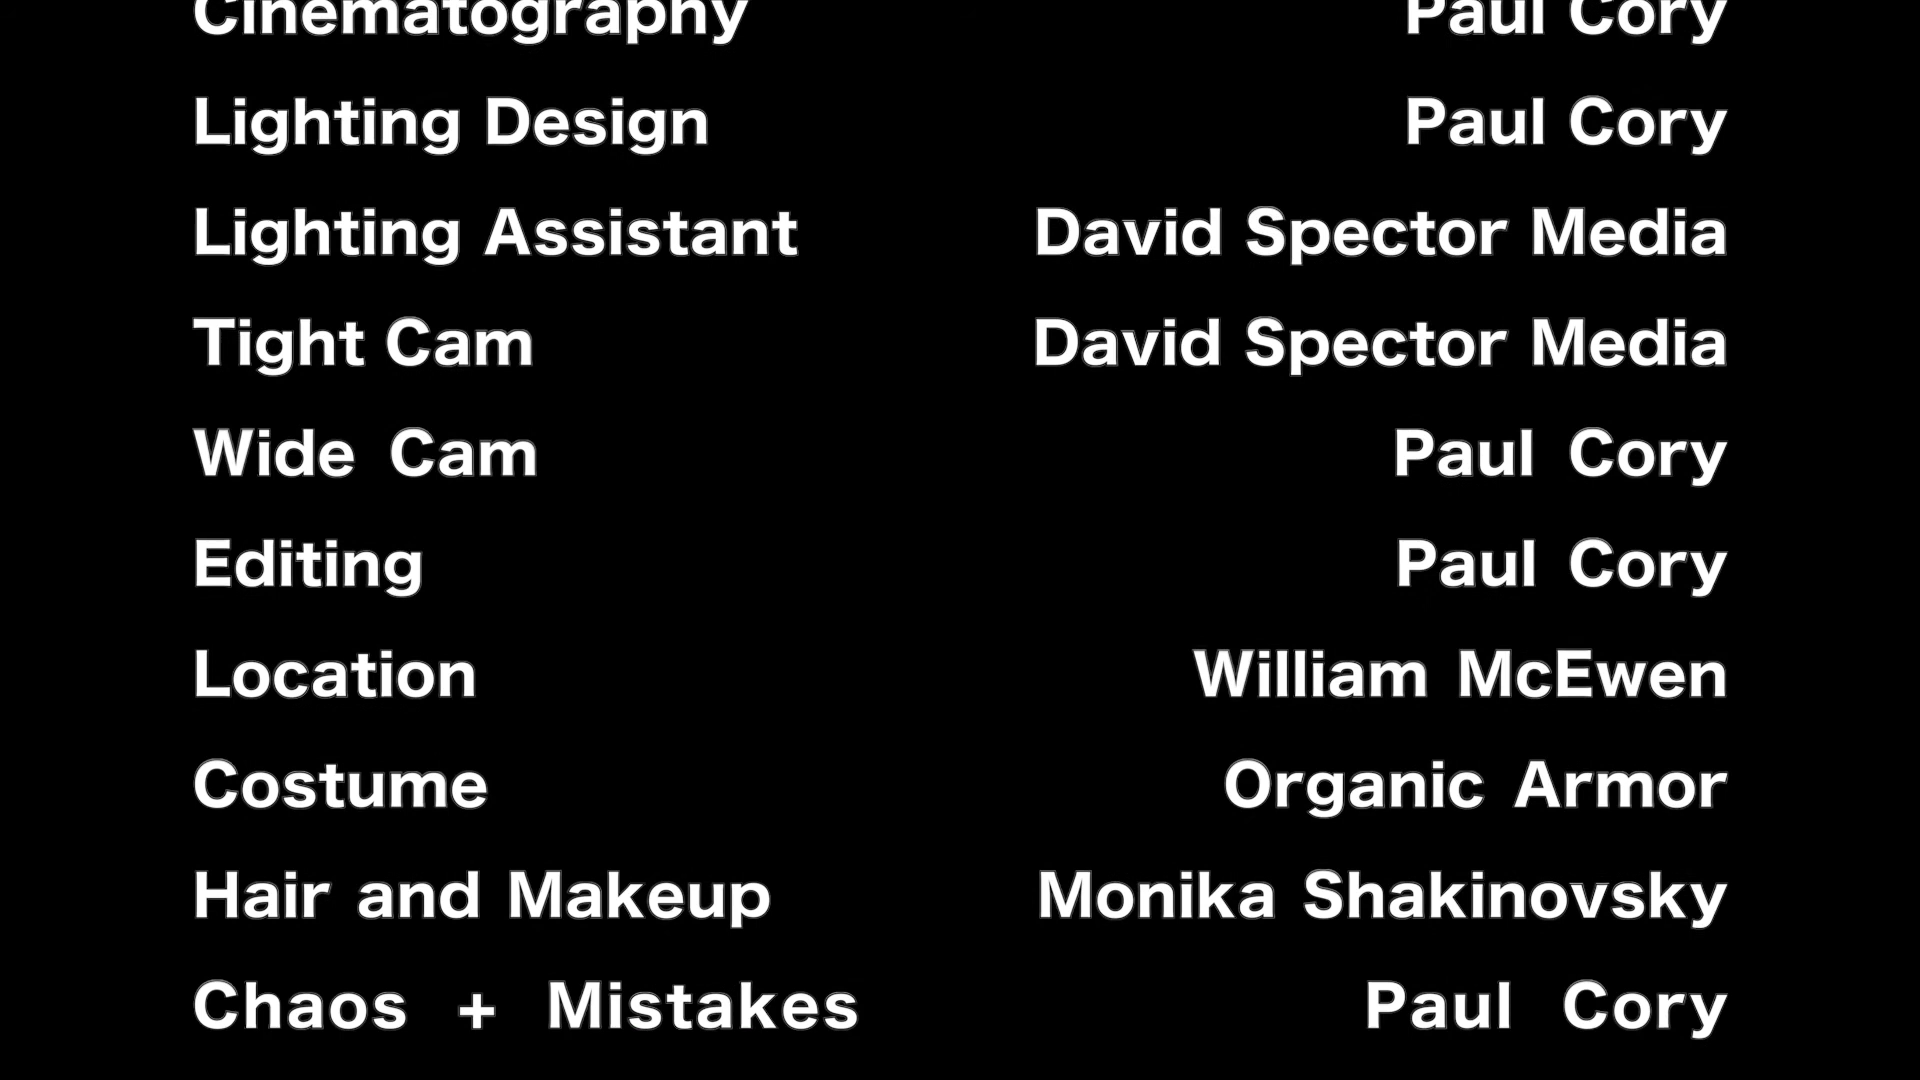 Cinematography Paul Cory
Lighting Design Paul Cory
Lighting Assistant David Spector Media
Tight Cam David Spector Media
Wide Cam Paul Cory
Editing Paul Cory
Location William McEwen
Costume Organic Armor
Hair and Makeup Monika Shakinovsky
Chaos + Mistakes Paul Cory